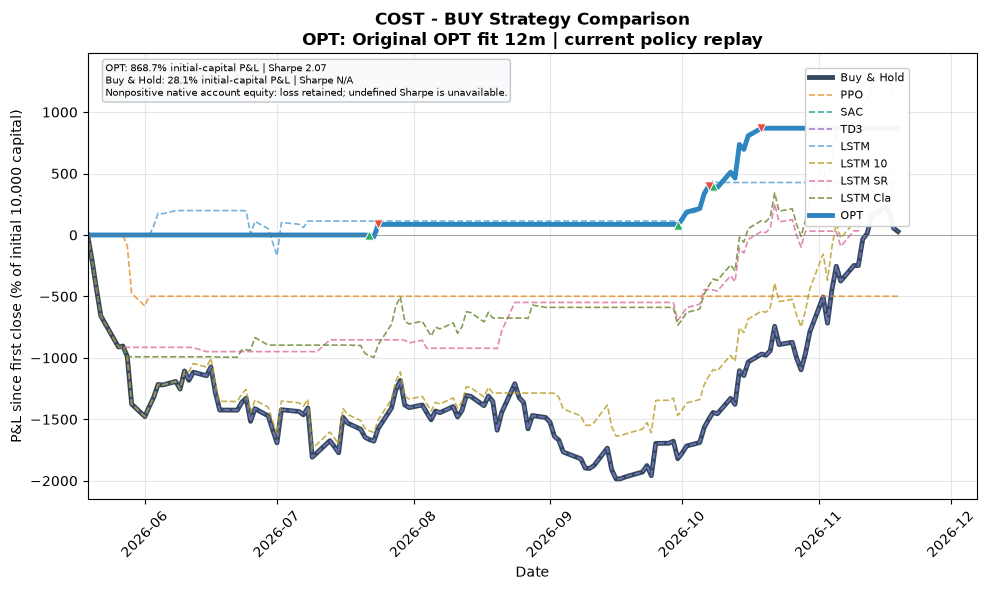 COST - BUY Strategy Comparison
OPT: Original OPT fit 12m | current policy replay
OPT: 868.7% initial-capital P&L | Sharpe 2.07
Buy & Hold: 28.1% initial-capital P&L | Sharpe N/A
Nonpositive native account equity: loss retained; undefined Sharpe is unavailable.
Buy & Hold
PPO
SAC
TD3
LSTM
LSTM 10
LSTM SR
LSTM Cla
OPT
P&L since first close (% of initial 10,000 capital)
1000
500
0
−500
−1000
−1500
−2000
2026-06
2026-07
2026-08
2026-09
2026-10
2026-11
2026-12
Date